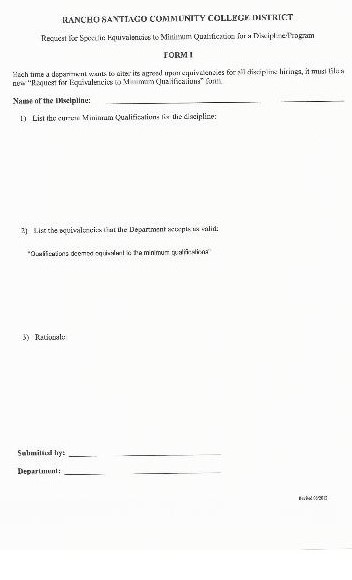 RANCHO SANTIAGO COMMUNITY COLLEGE DISTRICT
Request for Specific Equivalencies to Minimum Qualification for a Discipline/Program
FORM I
Each time a department wants to alter its agreed upon equivalencies for all discipline hirings, it must file a
new "Request for Equivalencies to Minimum Qualifications" form.
Name of the Discipline:
1) List the current Minimum Qualifications for the discipline:
2) List the equivalencies that the Department accepts as valid:
"Qualifications deemed equivalent to the minimum qualifications"
3) Rationale
Submitted by:
Department:
Revised